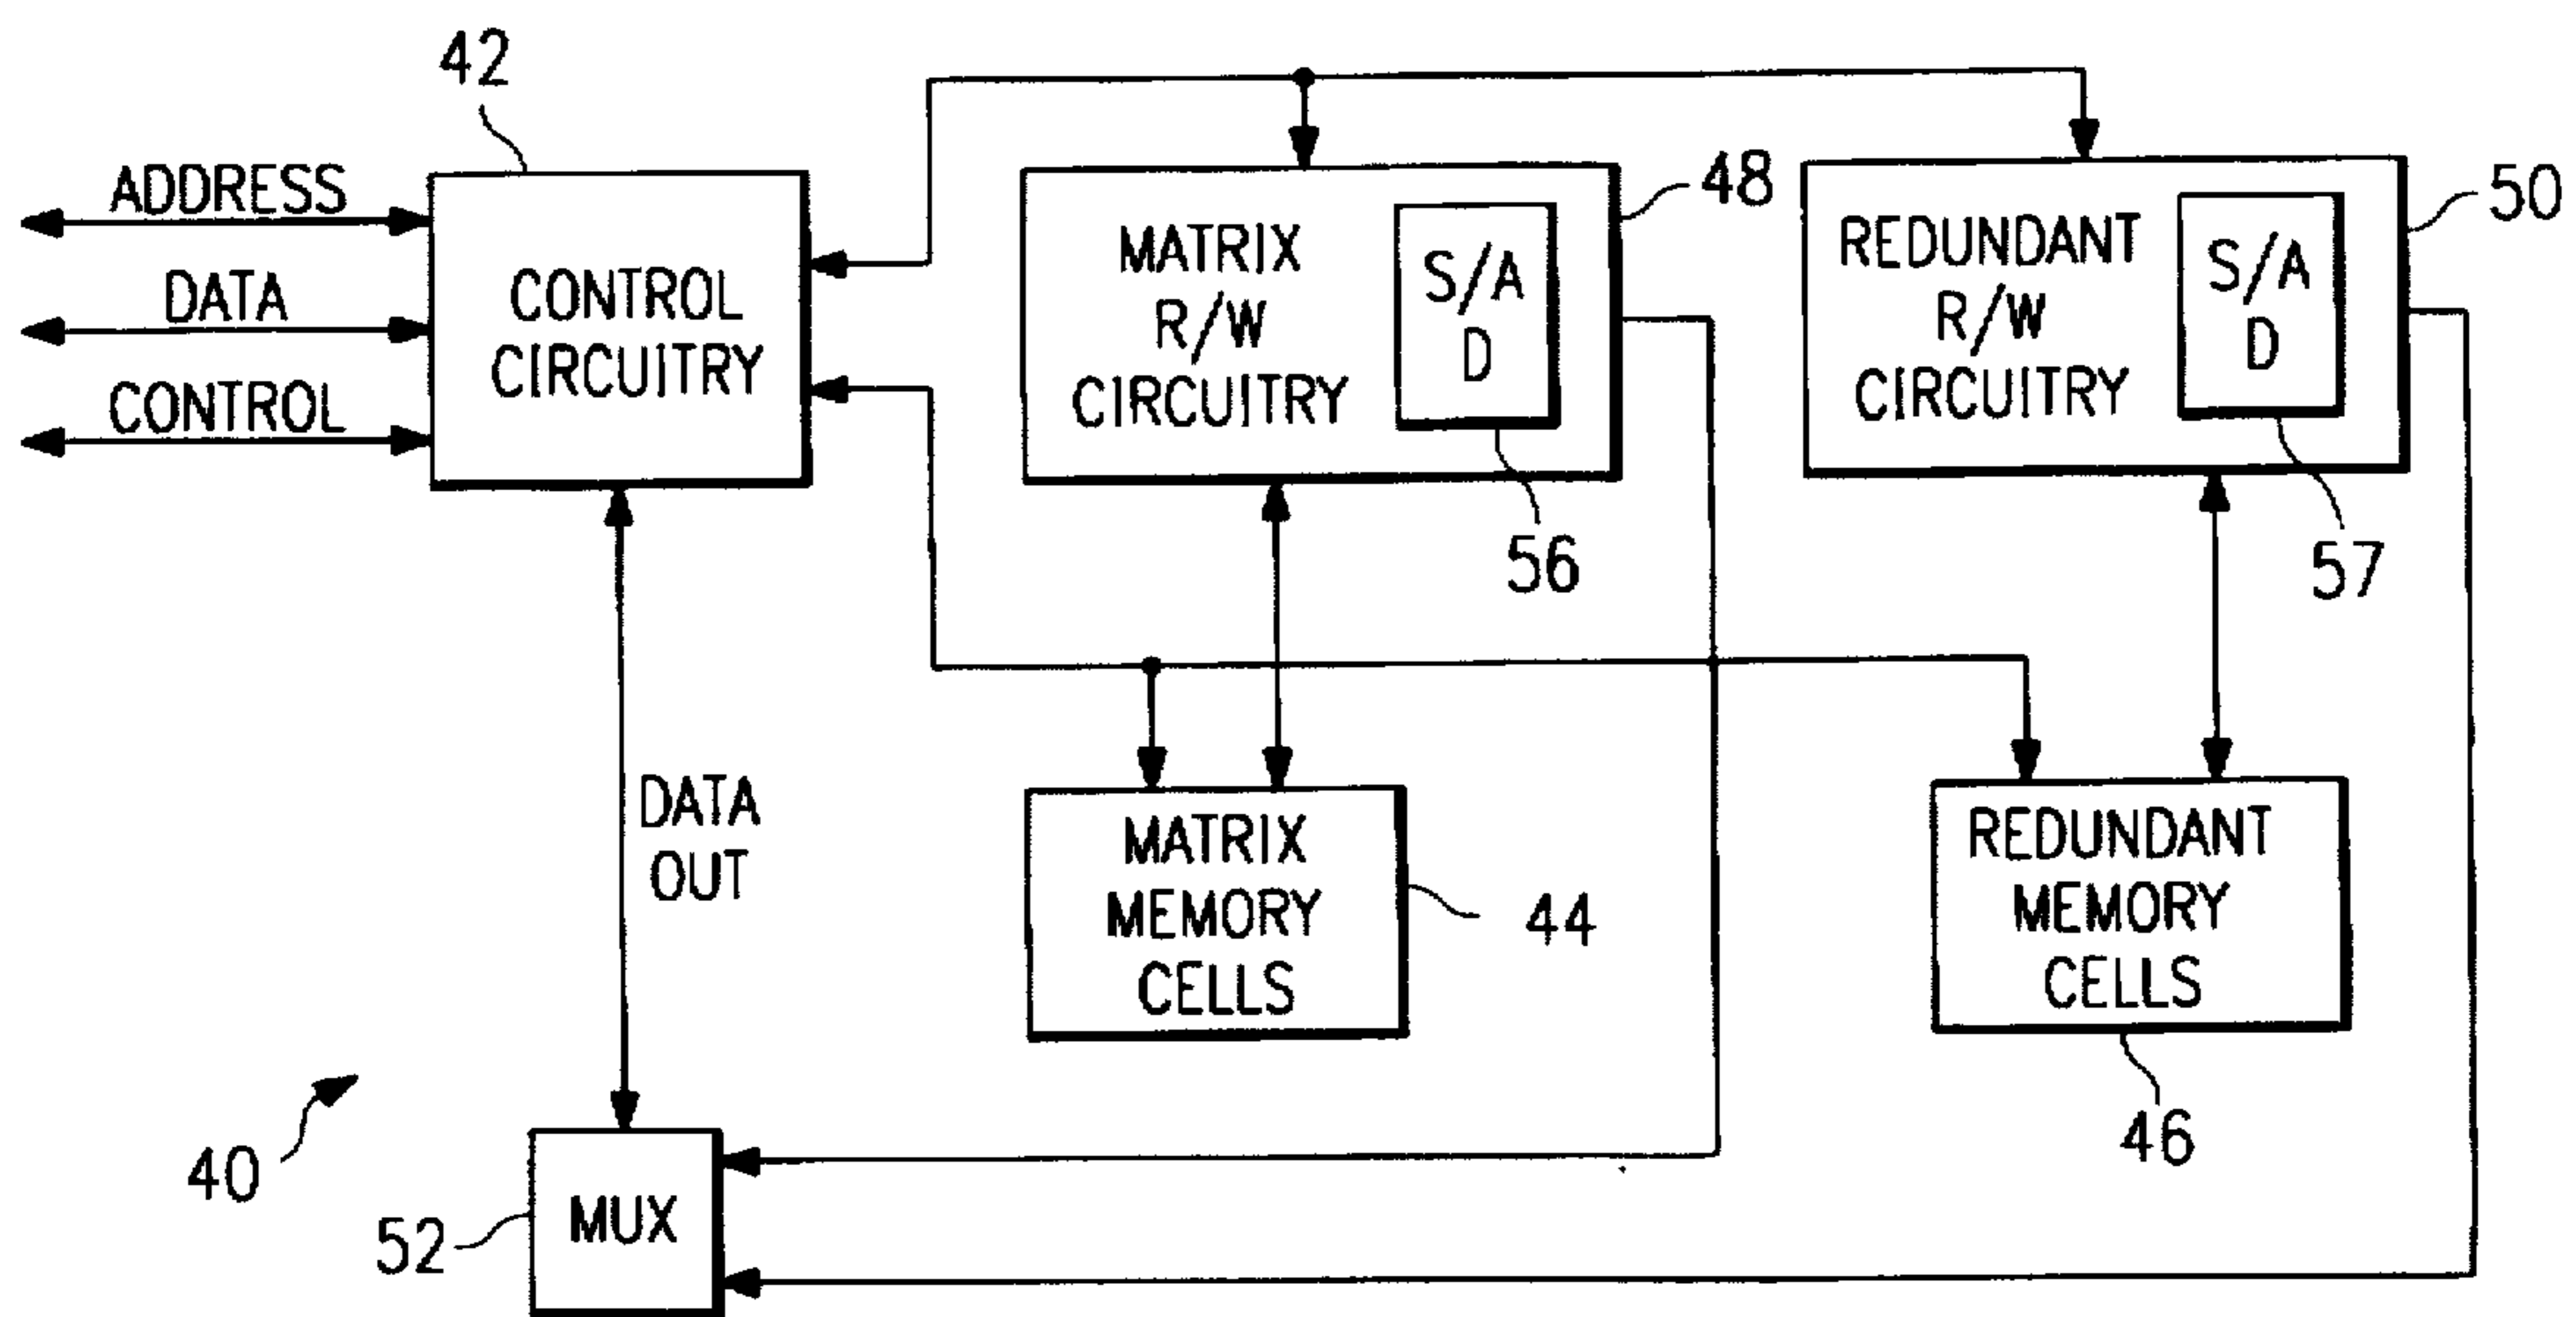 42
ADDRESS
DATA
CONTROL
CONTROL
CIRCUITRY
MATRIX
R/W
CIRCUITRY
S/A
D
48
56
REDUNDANT
R/W
CIRCUITRY
S/A
D
50
57
DATA
OUT
MATRIX
MEMORY
CELLS
44
REDUNDANT
MEMORY
CELLS
46
40
MUX
52